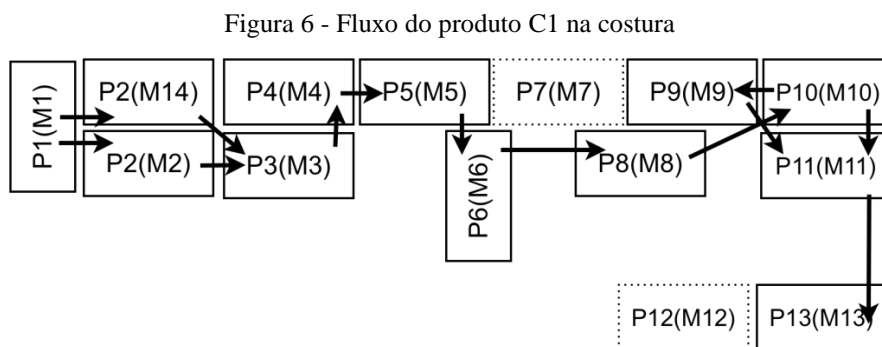 Figura 6 - Fluxo do produto C1 na costura
P1(M1)
P2(M14)
P4(M4)
P5(M5)
P7(M7)
P9(M9)
P10(M10)
P2(M2)
P3(M3)
P6(M6)
P8(M8)
P11(M11)
P12(M12)
P13(M13)